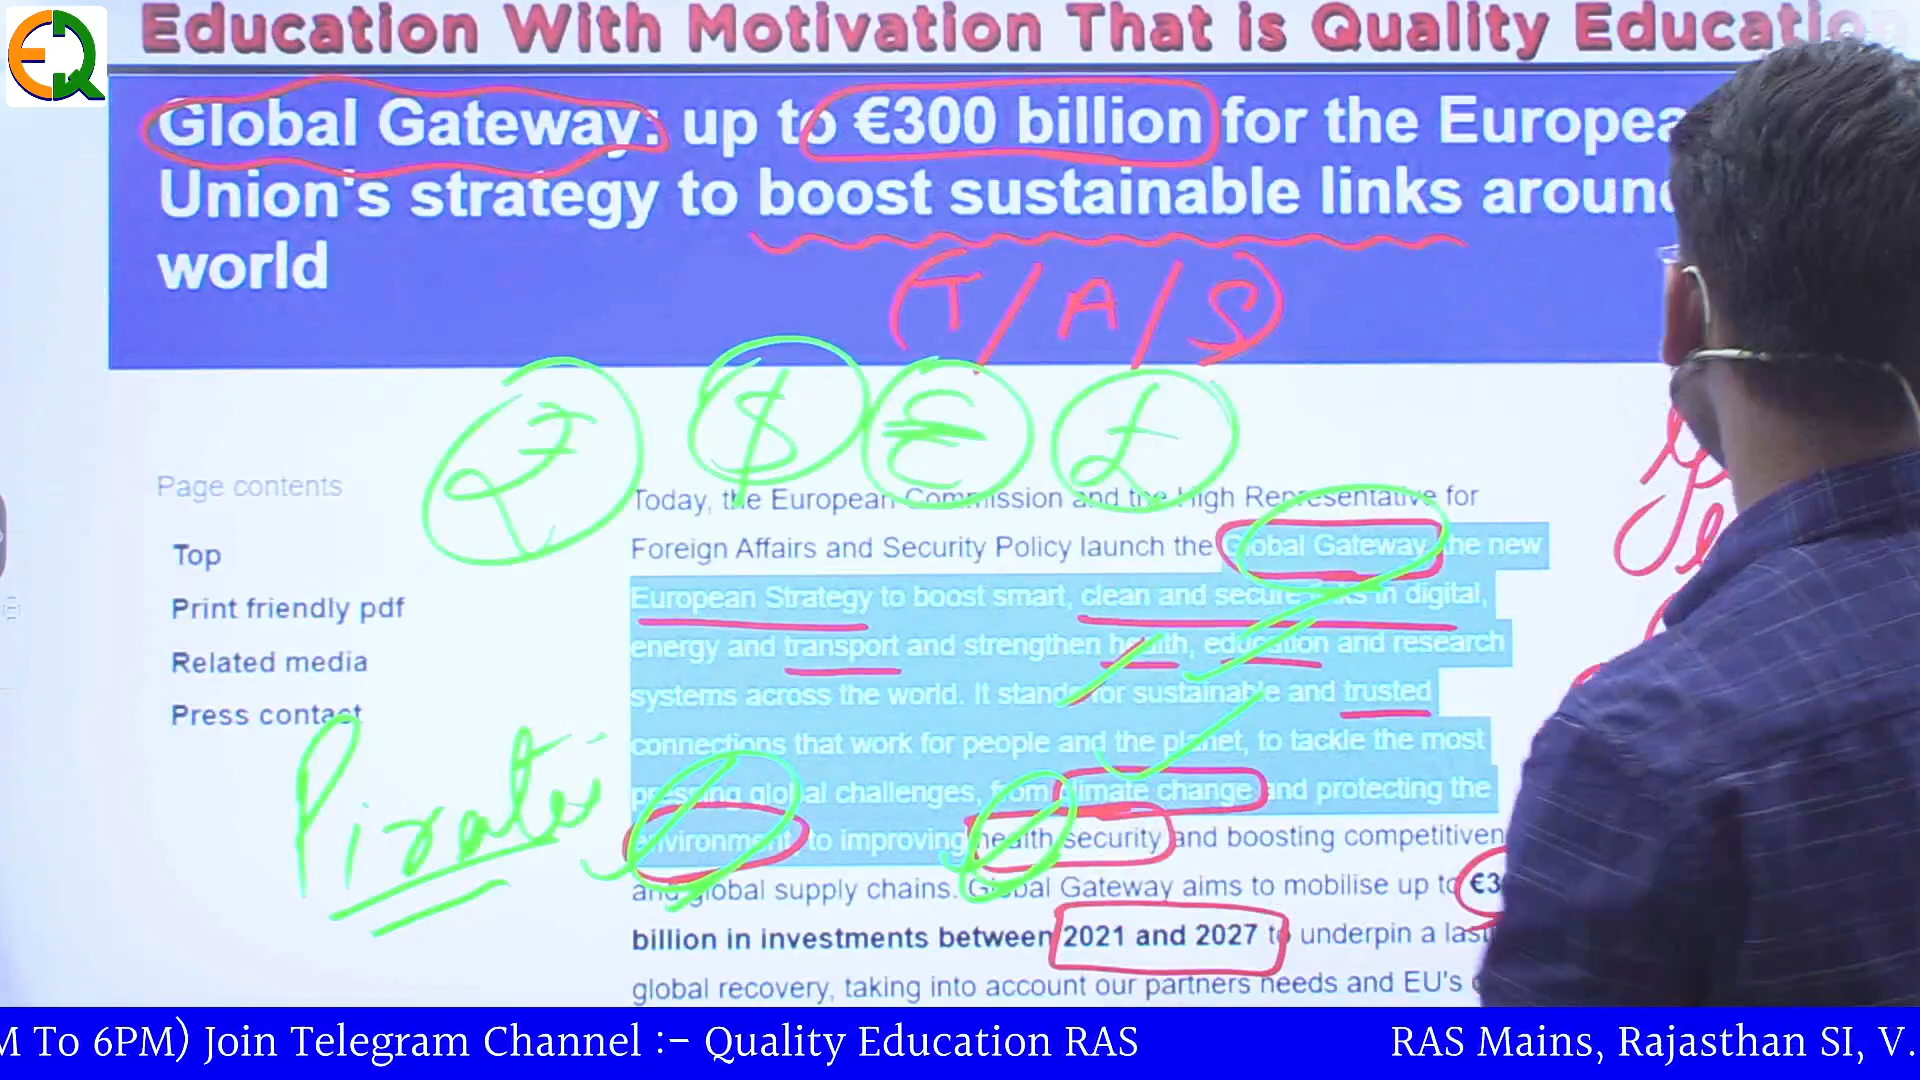 Education With Motivation That is Quality Education
EQ
Global Gateway: up to €300 billion for the Europea
Union's strategy to boost sustainable links aroun
world
(T/A/S)
₹ $ € £
Page contents
Top
Print friendly pdf
Related media
Press contact
Today, the European Commission and the High Representative for
Foreign Affairs and Security Policy launch the Global Gateway, the new
European Strategy to boost smart, clean and secure links in digital,
energy and transport and strengthen health, education and research
systems across the world. It stands for sustainable and trusted
connections that work for people and the planet, to tackle the most
pressing global challenges, from climate change and protecting the
environment, to improving health security and boosting competitiven
and global supply chains. Global Gateway aims to mobilise up to €3
billion in investments between 2021 and 2027 to underpin a last
global recovery, taking into account our partners needs and EU's
M To 6PM) Join Telegram Channel :- Quality Education RAS RAS Mains, Rajasthan SI, V.